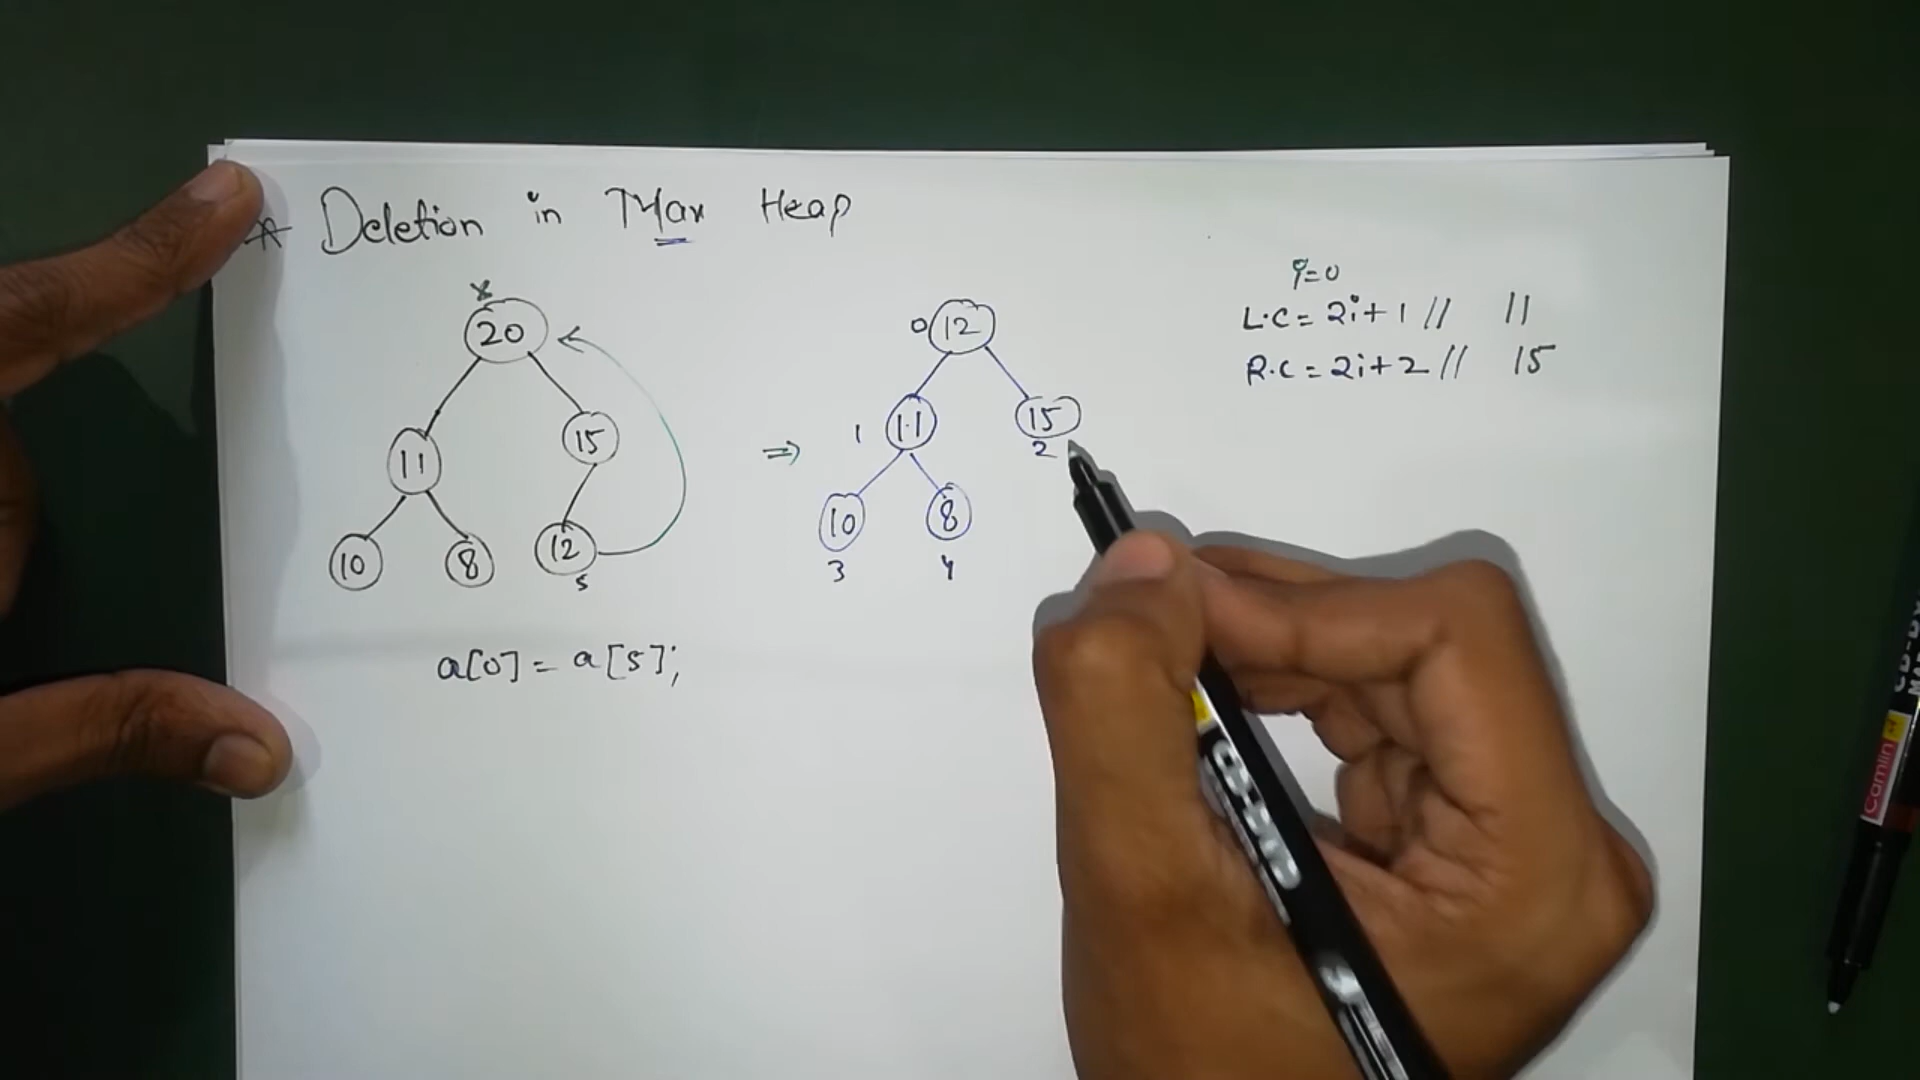 * Deletion in Max Heap
x
20
11
15
10
8
12
5
a[0] = a[5];
⇒
0
12
1
11
15
2
10
8
3
4
i=0
L.C = 2i+1 // 11
R.C = 2i+2 // 15
Camlin